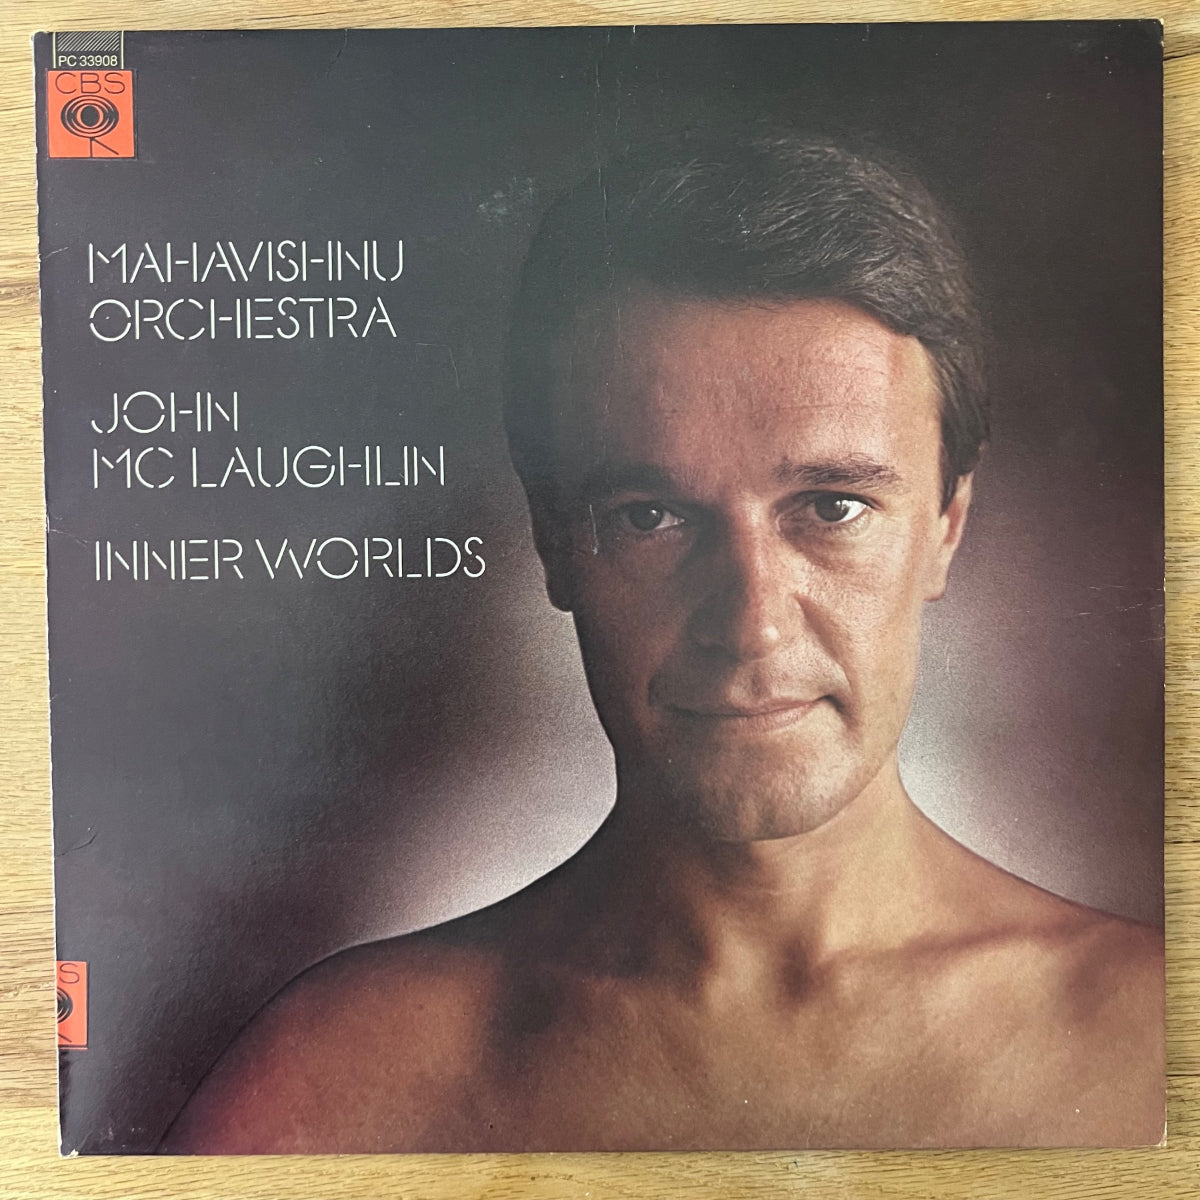 PC 33908
CBS
MAHAVISHNU
ORCHESTRA
JOHN
MC LAUGHLIN
INNER WORLDS
S